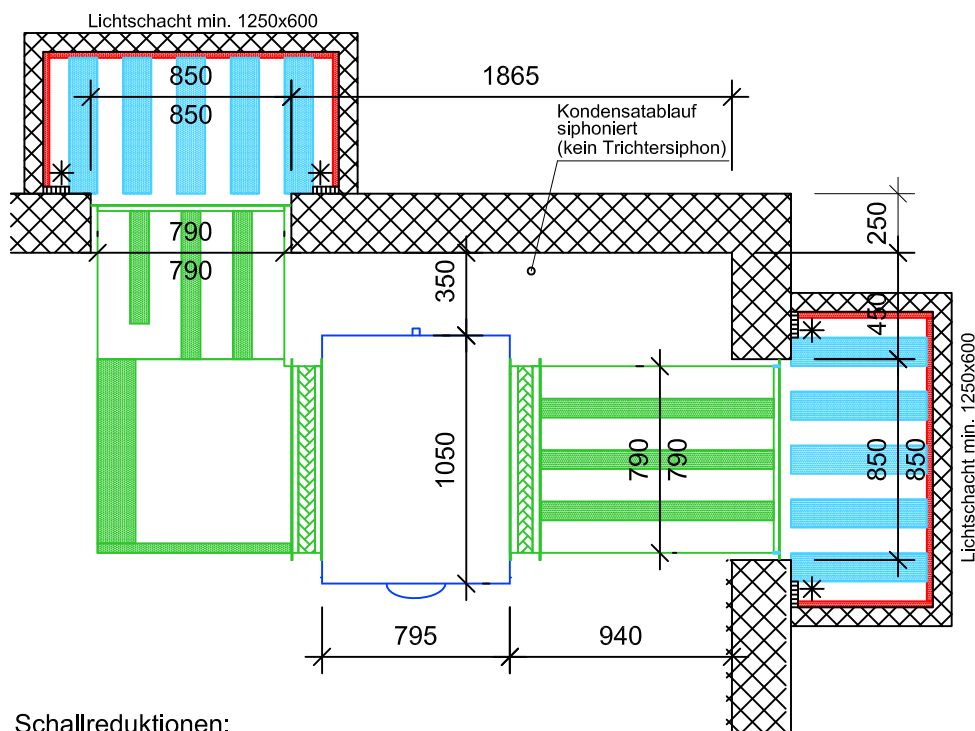 Lichtschacht min. 1250x600
850
850
1865
Kondensatablauf
siphoniert
(kein Trichtersiphon)
790
790
350
250
450
1050
790
790
850
850
Lichtschacht min. 1250x600
795
940
Schallreduktionen: